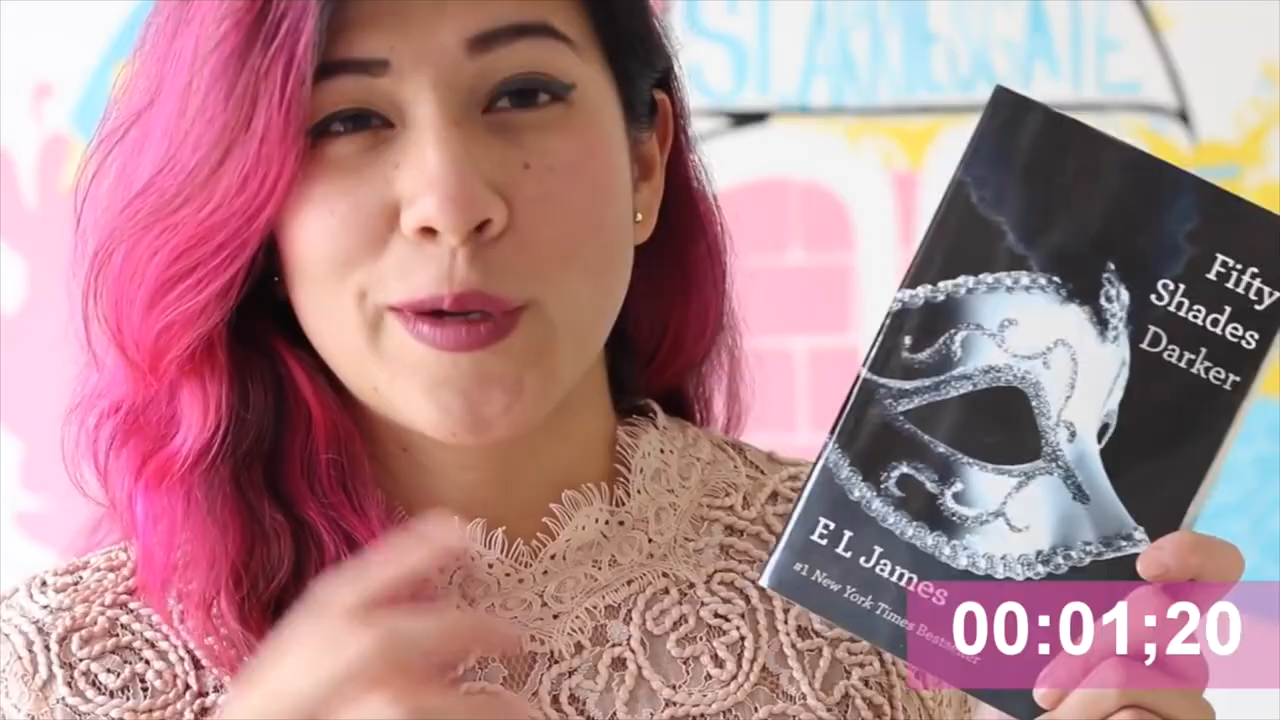 Fifty
Shades
Darker
E L James
#1 New York Times Bestseller
00:01;20